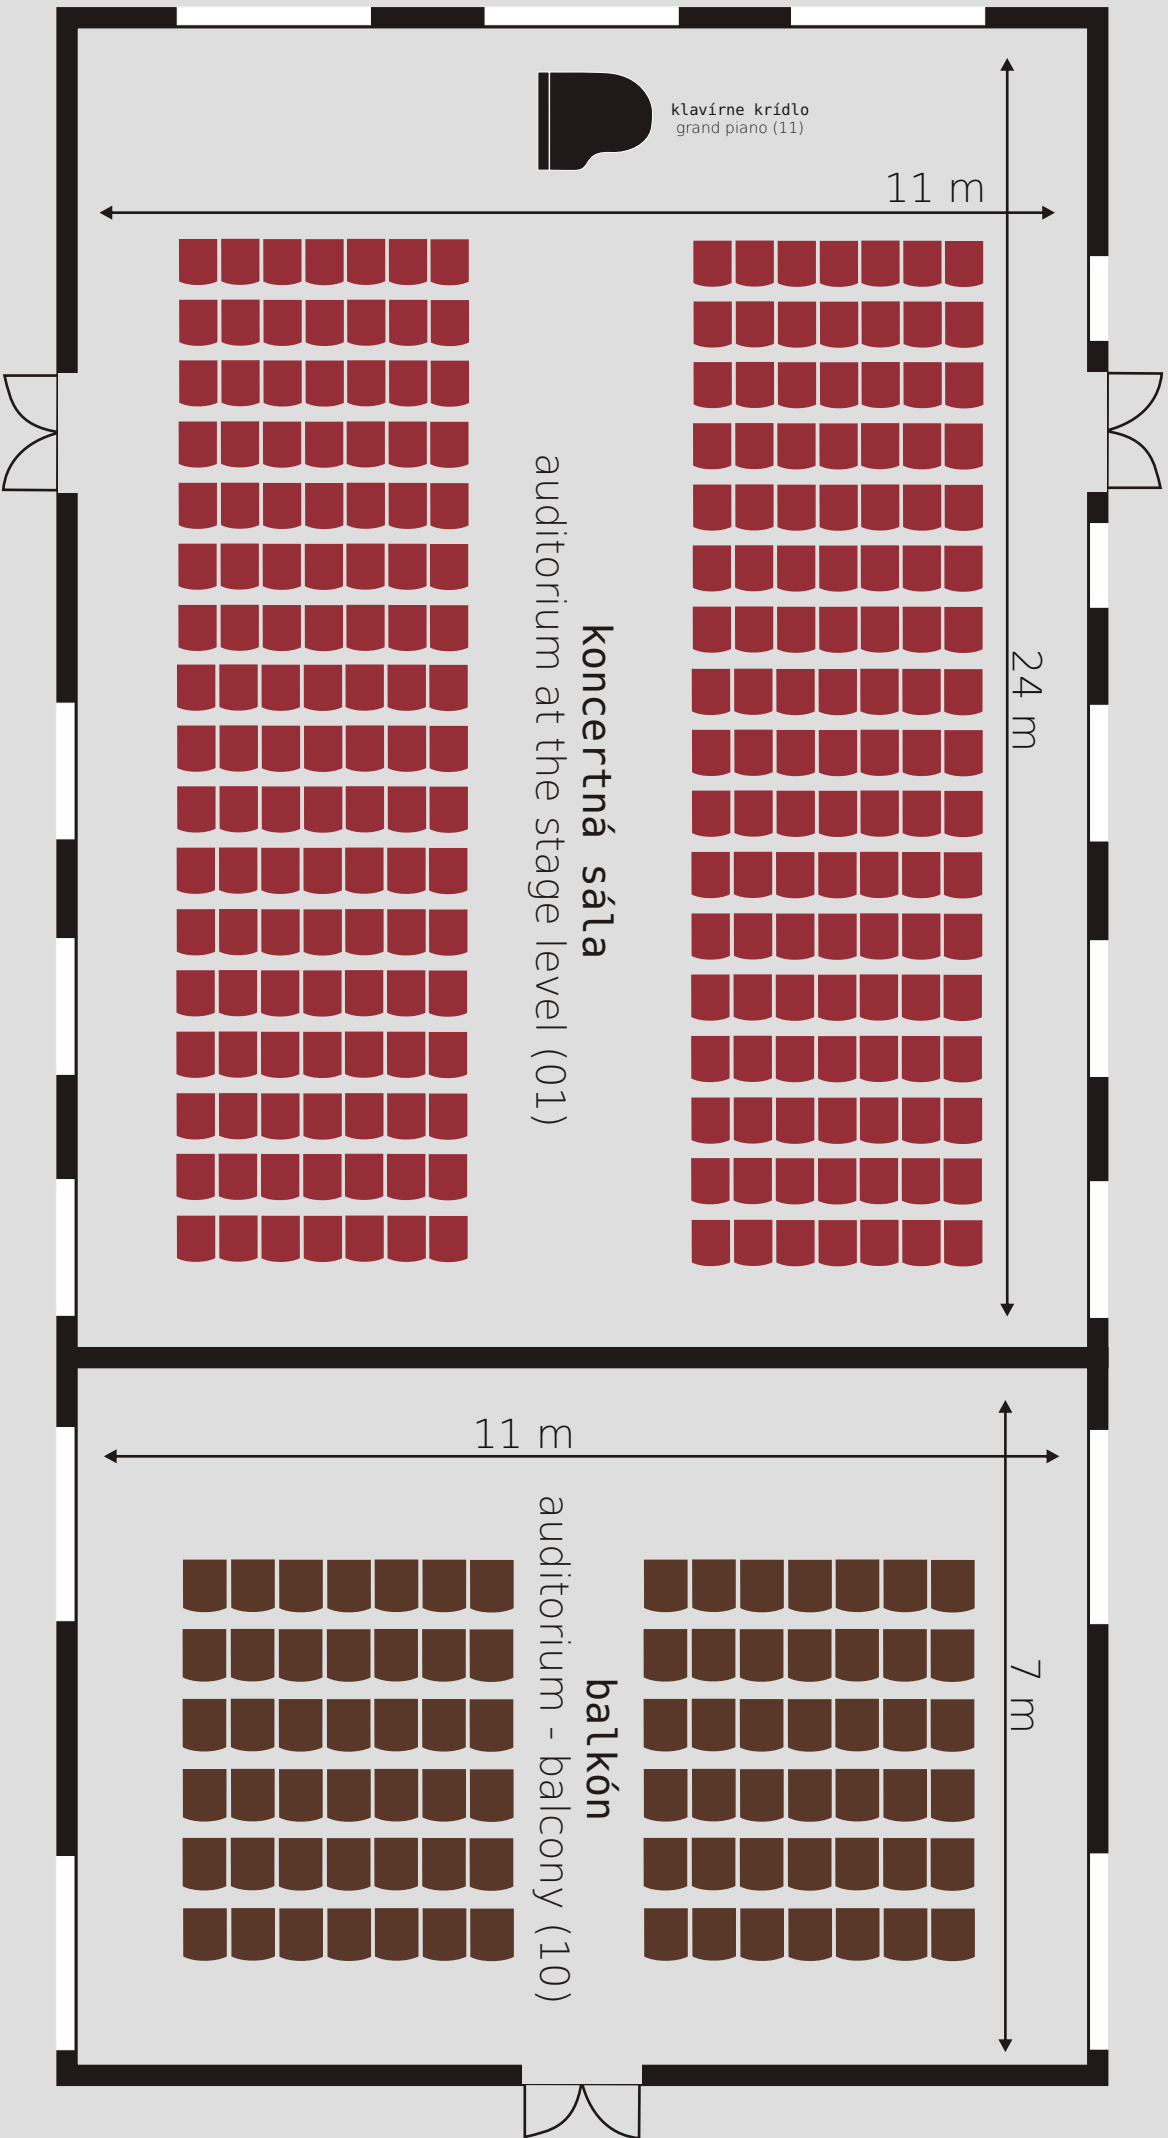 klavírne krídlo
grand piano (11)
11 m
24 m
koncertná sála
auditorium at the stage level (01)
11 m
7 m
balkón
auditorium - balcony (10)